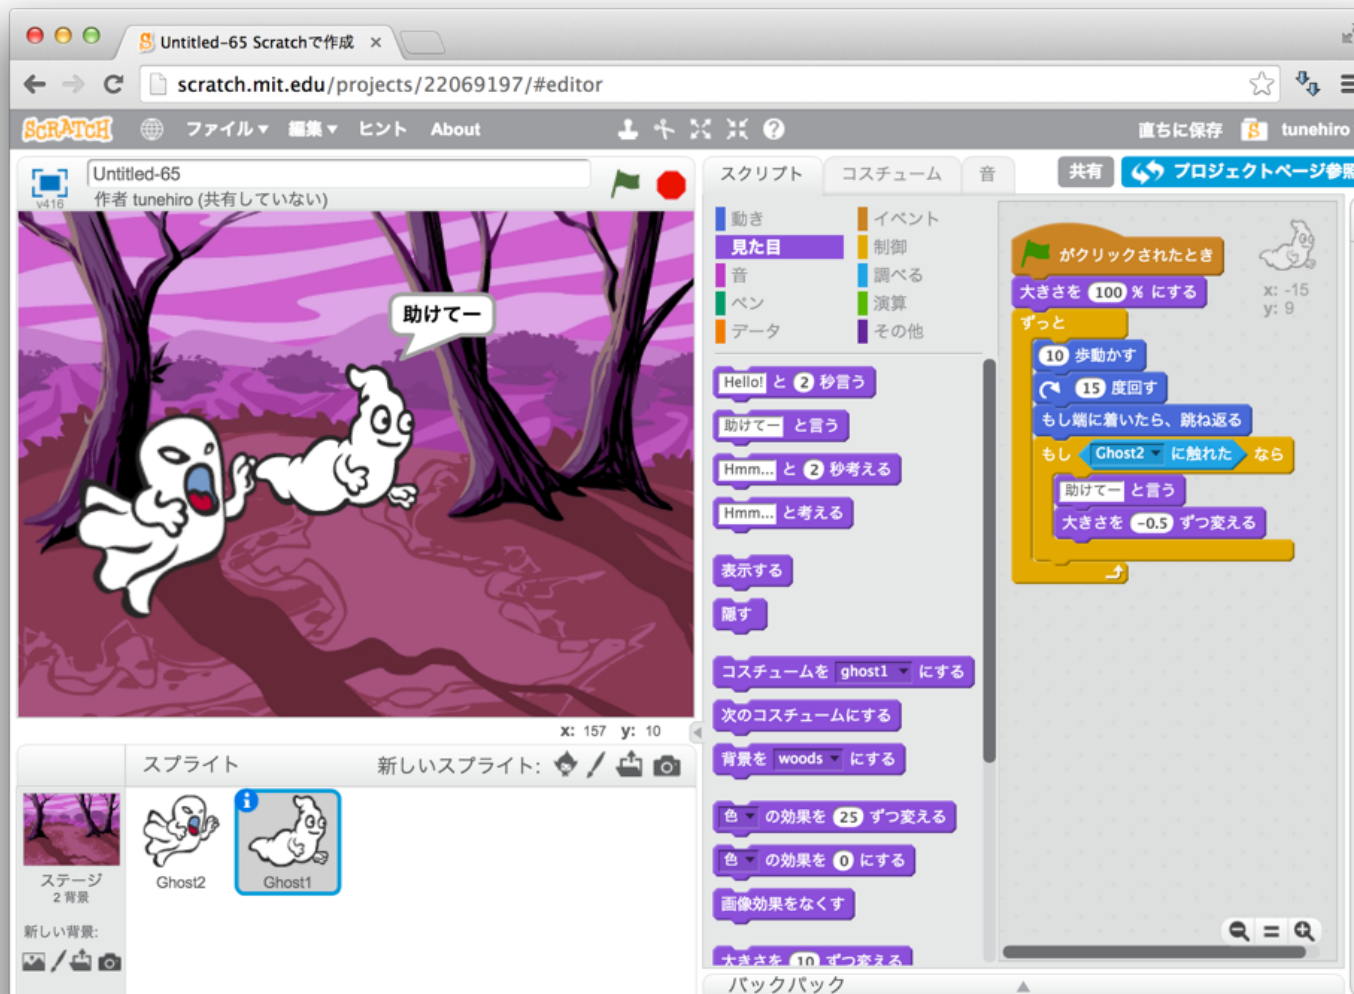 Untitled-65 Scratchで作成
scratch.mit.edu/projects/22069197/#editor
SCRATCH ファイル 編集 ヒント About 直ちに保存 tunehiro
Untitled-65
作者 tunehiro (共有していない)
v416
スクリプト コスチューム 音 共有 プロジェクトページ参照
助けてー
x: 157 y: 10
スプライト 新しいスプライト:
Ghost2 Ghost1
ステージ
2 背景
新しい背景:
動き イベント
見た目 制御
音 調べる
ペン 演算
データ その他
Hello! と 2 秒言う
助けてー と言う
Hmm... と 2 秒考える
Hmm... と考える
表示する
隠す
コスチュームを ghost1 にする
次のコスチュームにする
背景を woods にする
色 の効果を 25 ずつ変える
色 の効果を 0 にする
画像効果をなくす
大きさを 10 ずつ変える
がクリックされたとき
大きさを 100 % にする
ずっと
10 歩動かす
15 度回す
もし端に着いたら、跳ね返る
もし Ghost2 に触れた なら
助けてー と言う
大きさを -0.5 ずつ変える
x: -15
y: 9
バックパック